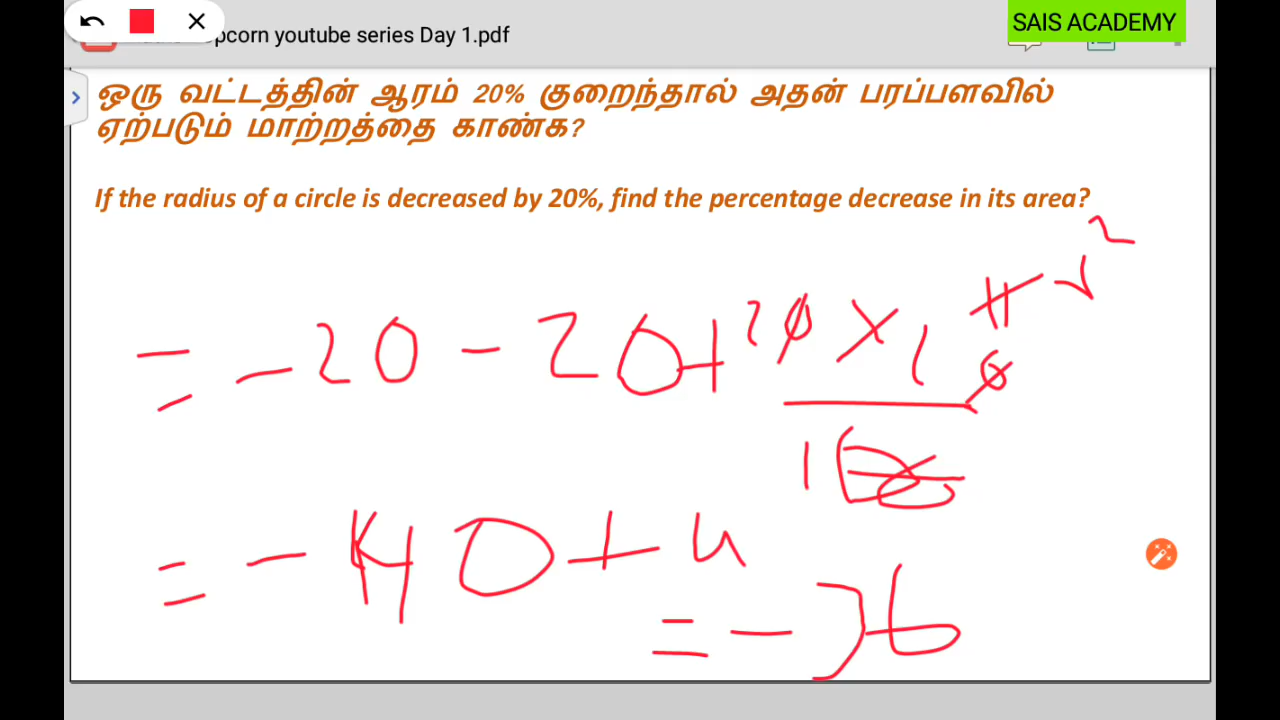 SAIS ACADEMY
opcorn youtube series Day 1.pdf
ஒரு வட்டத்தின் ஆரம் 20% குறைந்தால் அதன் பரப்பளவில்
ஏற்படும் மாற்றத்தை காண்க?
If the radius of a circle is decreased by 20%, find the percentage decrease in its area?
πr²
= -20 - 20 + 20 × 20
100
= - 40 + 4
= - 36